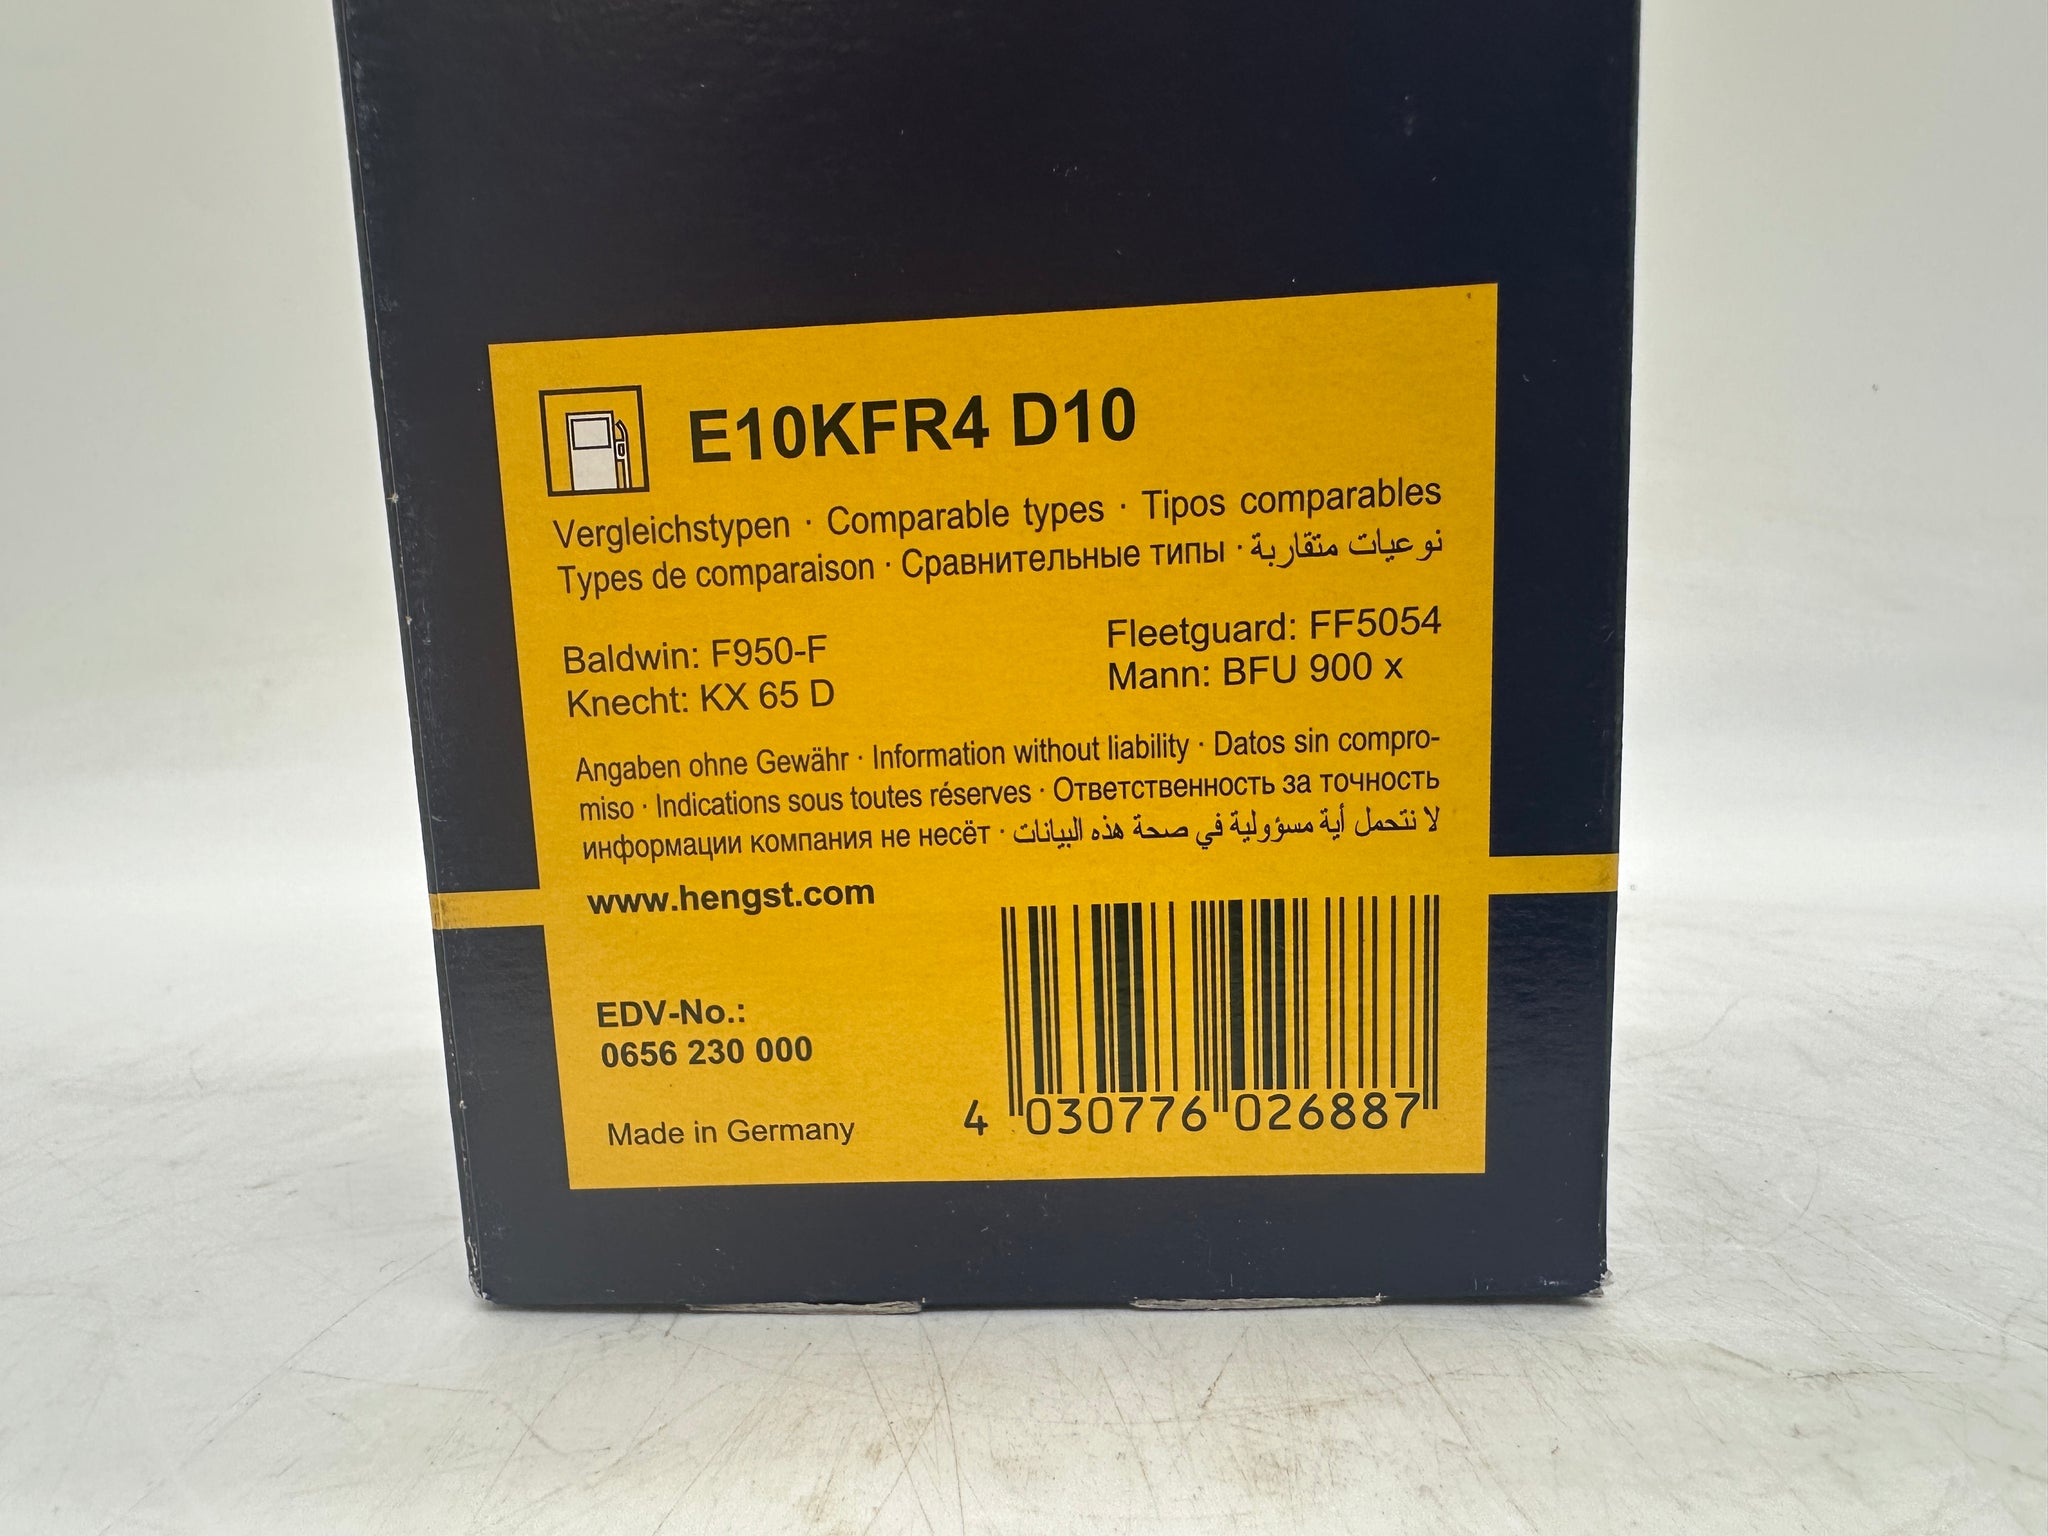 E10KFR4 D10
Vergleichstypen · Comparable types · Tipos comparables
Types de comparaison · Сравнительные типы · نوعيات متقاربة
Baldwin: F950-F
Knecht: KX 65 D
Fleetguard: FF5054
Mann: BFU 900 x
Angaben ohne Gewähr · Information without liability · Datos sin compro-
miso · Indications sous toutes réserves · Ответственность за точность
информации компания не несёт · لا نتحمل أية مسؤولية في صحة هذه البيانات
www.hengst.com
EDV-No.:
0656 230 000
Made in Germany
4 030776 026887